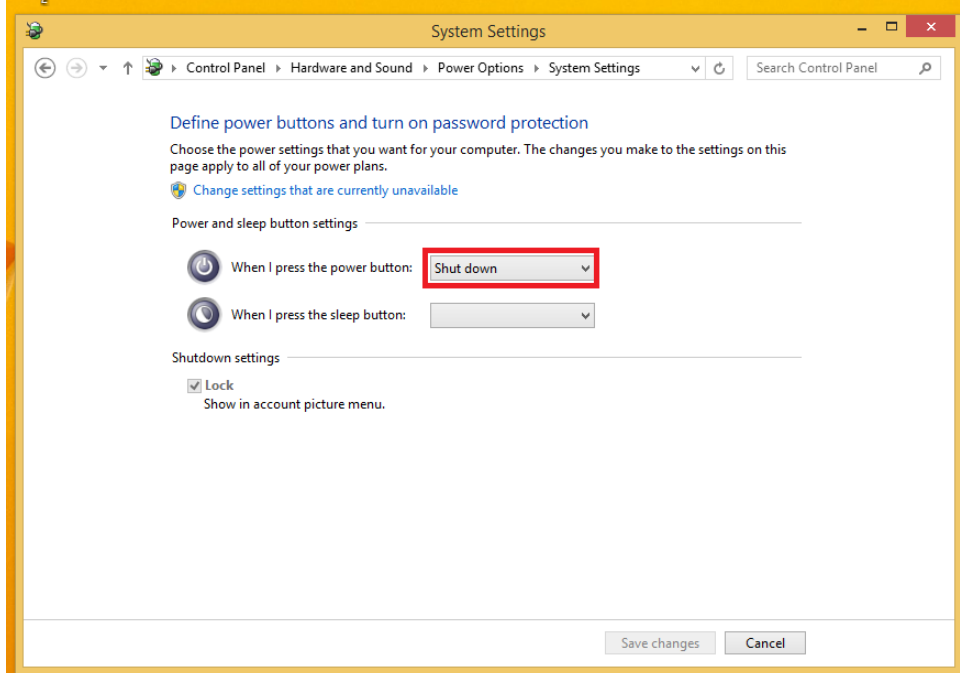 System Settings
Control Panel Hardware and Sound Power Options System Settings Search Control Panel
Define power buttons and turn on password protection
Choose the power settings that you want for your computer. The changes you make to the settings on this
page apply to all of your power plans.
Change settings that are currently unavailable
Power and sleep button settings
When I press the power button: Shut down
When I press the sleep button:
Shutdown settings
Lock
Show in account picture menu.
Save changes Cancel